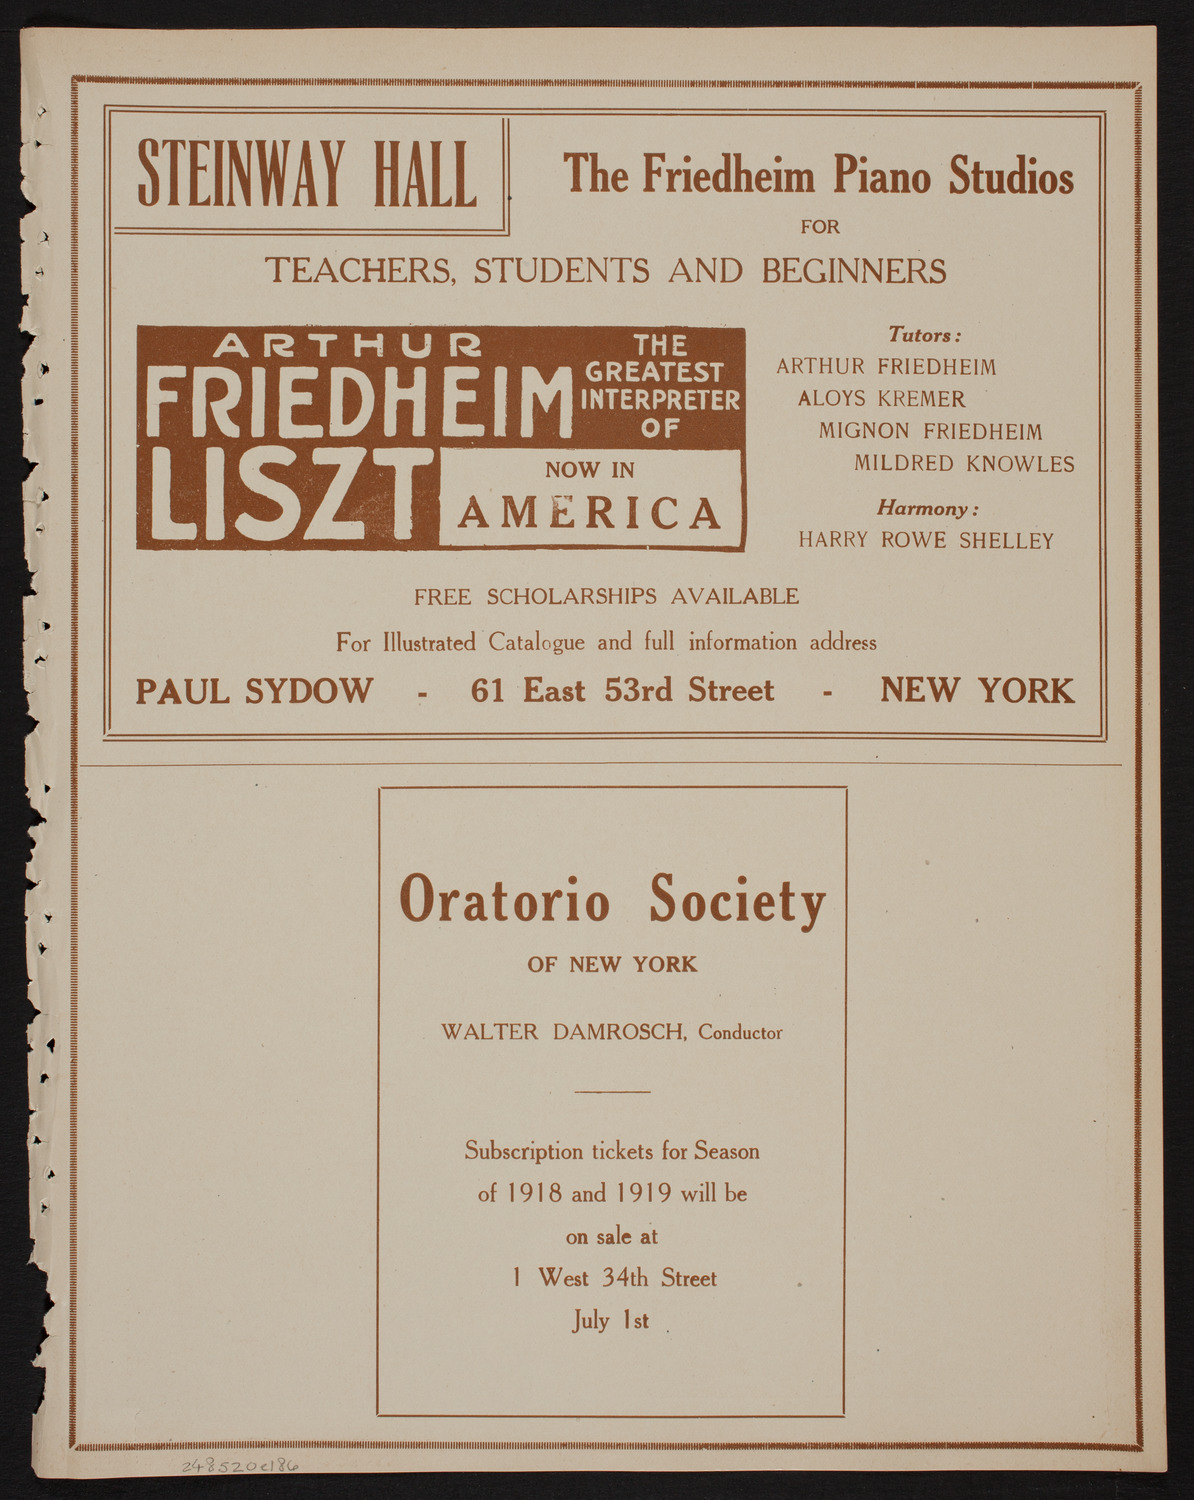 STEINWAY HALL
The Friedheim Piano Studios
FOR
TEACHERS, STUDENTS AND BEGINNERS
ARTHUR
FRIEDHEIM
LISZT
THE
GREATEST
INTERPRETER
OF
NOW IN
AMERICA
Tutors:
ARTHUR FRIEDHEIM
ALOYS KREMER
MIGNON FRIEDHEIM
MILDRED KNOWLES
Harmony:
HARRY ROWE SHELLEY
FREE SCHOLARSHIPS AVAILABLE
For Illustrated Catalogue and full information address
PAUL SYDOW - 61 East 53rd Street - NEW YORK
Oratorio Society
OF NEW YORK
WALTER DAMROSCH, Conductor
Subscription tickets for Season
of 1918 and 1919 will be
on sale at
1 West 34th Street
July 1st
248520e186